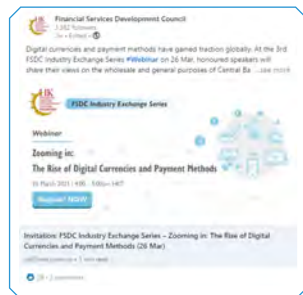 Financial Services Development Council
Digital currencies and payment methods have gained traction globally. At the 3rd
FSDC Industry Exchange Series #Webinar on 26 Mar, honoured speakers will
share their views on the wholesale and general purposes of Central Ba ...see more
FSDC Industry Exchange Series
Webinar
Zooming in:
The Rise of Digital Currencies and Payment Methods
Register NOW
Invitation: FSDC Industry Exchange Series – Zooming in: The Rise of Digital
Currencies and Payment Methods (26 Mar)